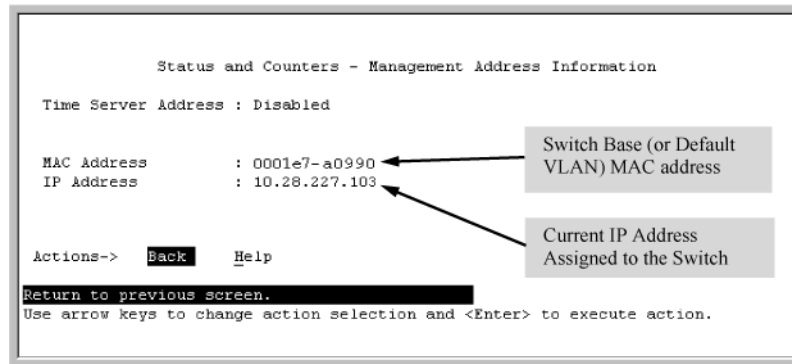 Status and Counters - Management Address Information
Time Server Address : Disabled
MAC Address : 0001e7-a0990
IP Address : 10.28.227.103
Switch Base (or Default
VLAN) MAC address
Current IP Address
Assigned to the Switch
Actions-> Back Help
Return to previous screen.
Use arrow keys to change action selection and <Enter> to execute action.